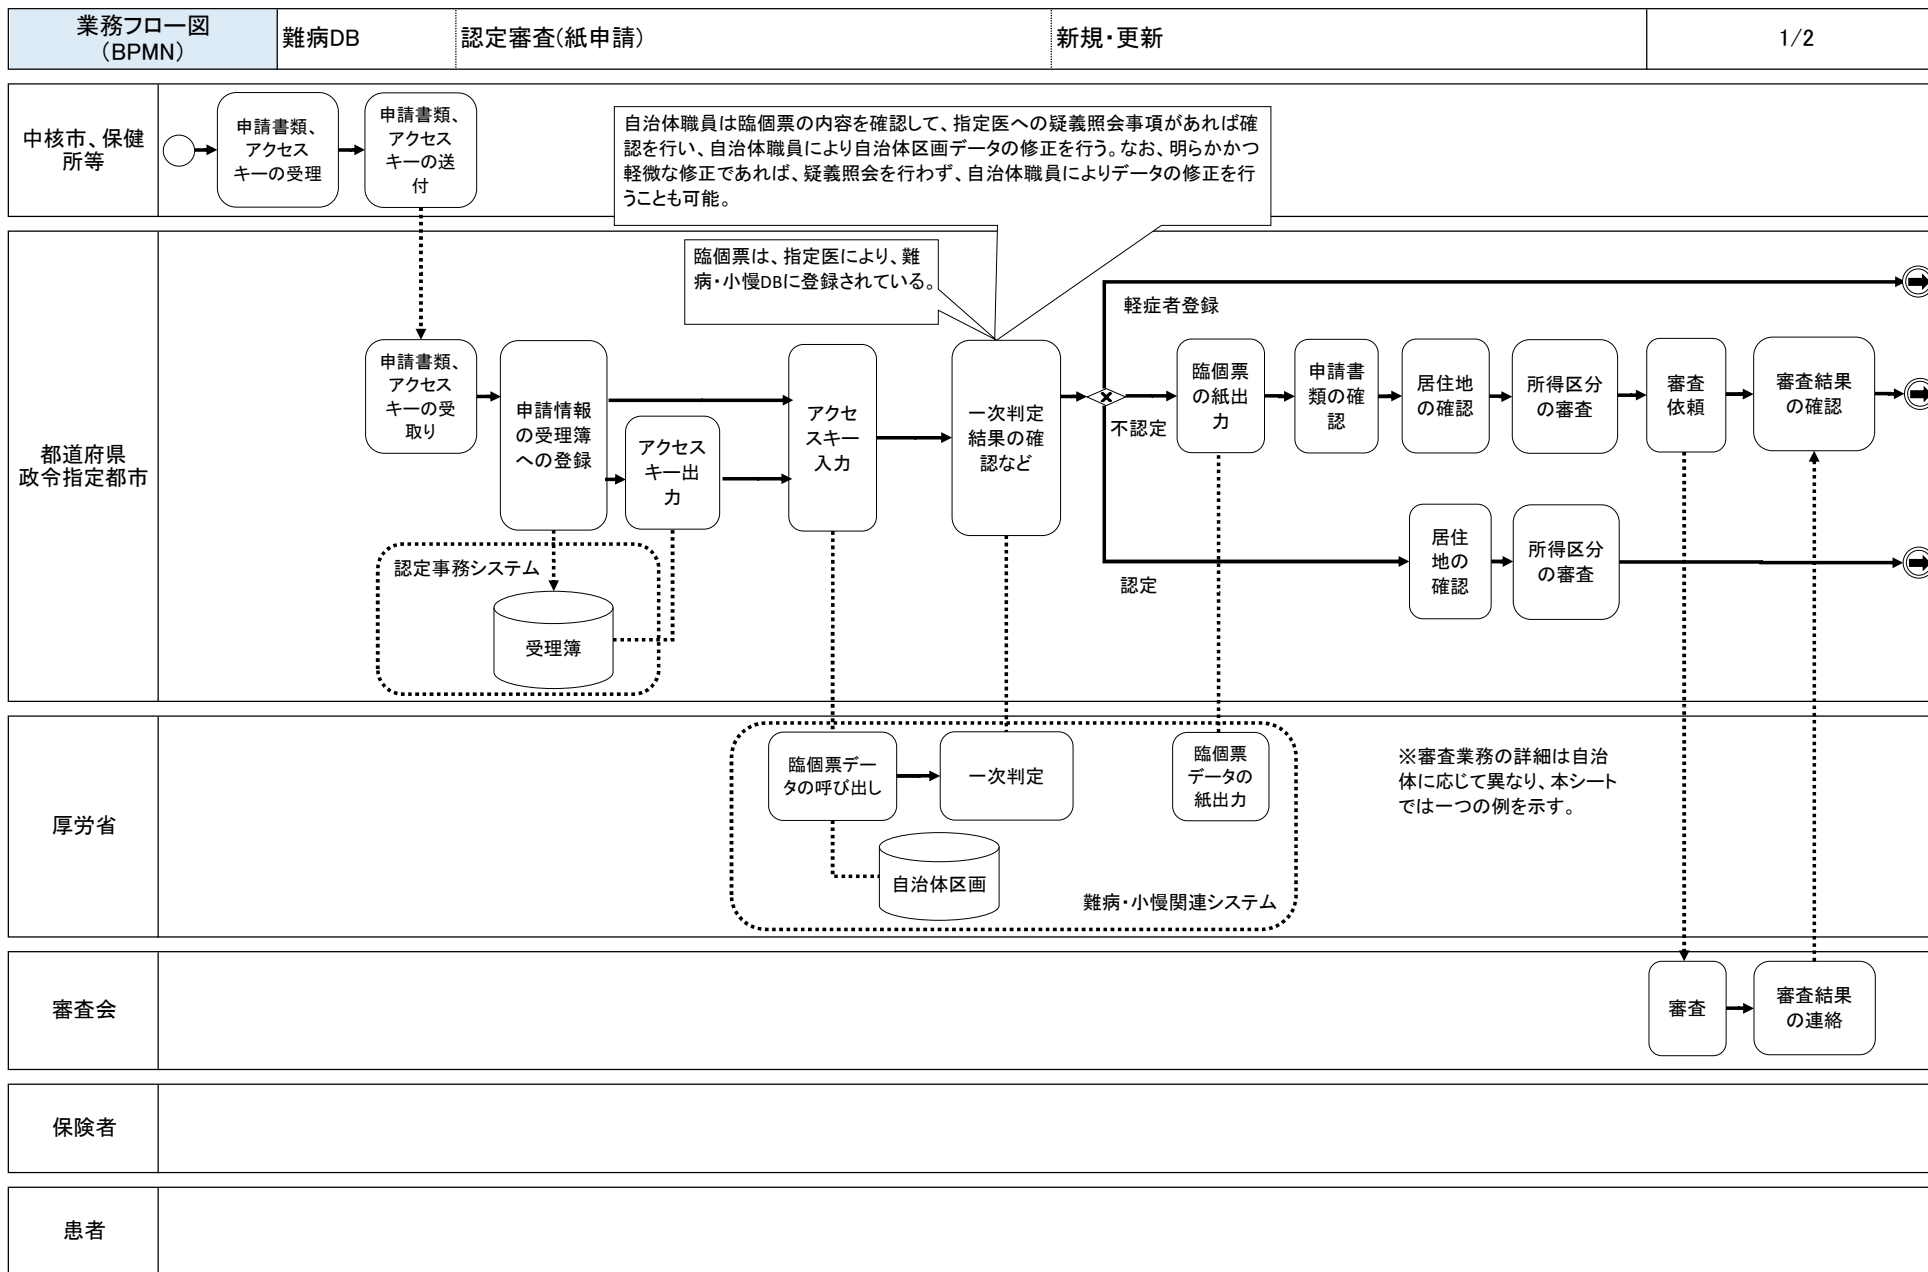 業務フロー図
（BPMN）
難病DB
認定審査(紙申請)
新規・更新
1/2
中核市、保健
所等
申請書類、
アクセス
キーの受理
申請書類、
アクセス
キーの送
付
自治体職員は臨個票の内容を確認して、指定医への疑義照会事項があれば確
認を行い、自治体職員により自治体区画データの修正を行う。なお、明らかかつ
軽微な修正であれば、疑義照会を行わず、自治体職員によりデータの修正を行
うことも可能。
臨個票は、指定医により、難
病・小慢DBに登録されている。
都道府県
政令指定都市
申請書類、
アクセス
キーの受
取り
申請情報
の受理簿
への登録
アクセス
キー出
力
アクセ
スキー
入力
一次判定
結果の確
認など
軽症者登録
不認定
認定
臨個票
の紙出
力
申請書
類の確
認
居住地
の確認
所得区分
の審査
審査
依頼
審査結果
の確認
居住
地の
確認
所得区分
の審査
認定事務システム
受理簿
厚労省
臨個票デー
タの呼び出し
一次判定
臨個票
データの
紙出力
自治体区画
難病・小慢関連システム
※審査業務の詳細は自治
体に応じて異なり、本シート
では一つの例を示す。
審査会
審査
審査結果
の連絡
保険者
患者